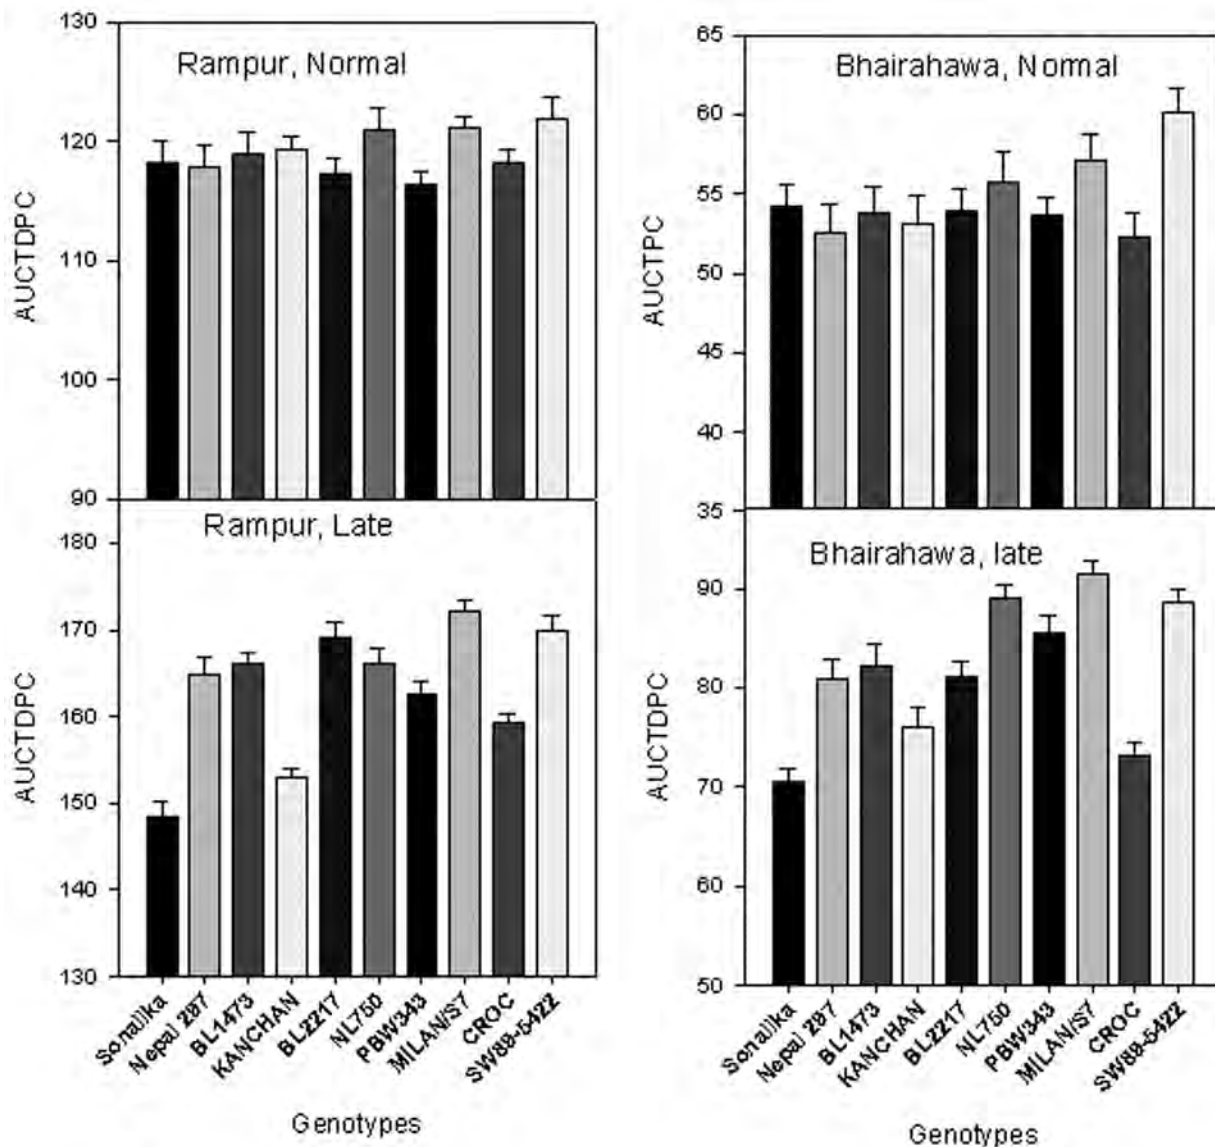 130
Rampur, Normal
120
110
100
90
AUCTDPC
65
Bhairahawa, Normal
60
55
50
45
40
35
AUCTPC
Rampur, Late
180
170
160
150
140
130
AUCTDPC
Sonalika
Nepal 297
BL1473
KANCHAN
BL2217
NL750
PBW343
MILAN/S7
CROC
SW89-5422
Genotypes
Bhairahawa, late
90
80
70
60
50
AUCTDPC
Sonalika
Nepal 297
BL1473
KANCHAN
BL2217
NL750
PBW343
MILAN/S7
CROC
SW89-5422
Genotypes